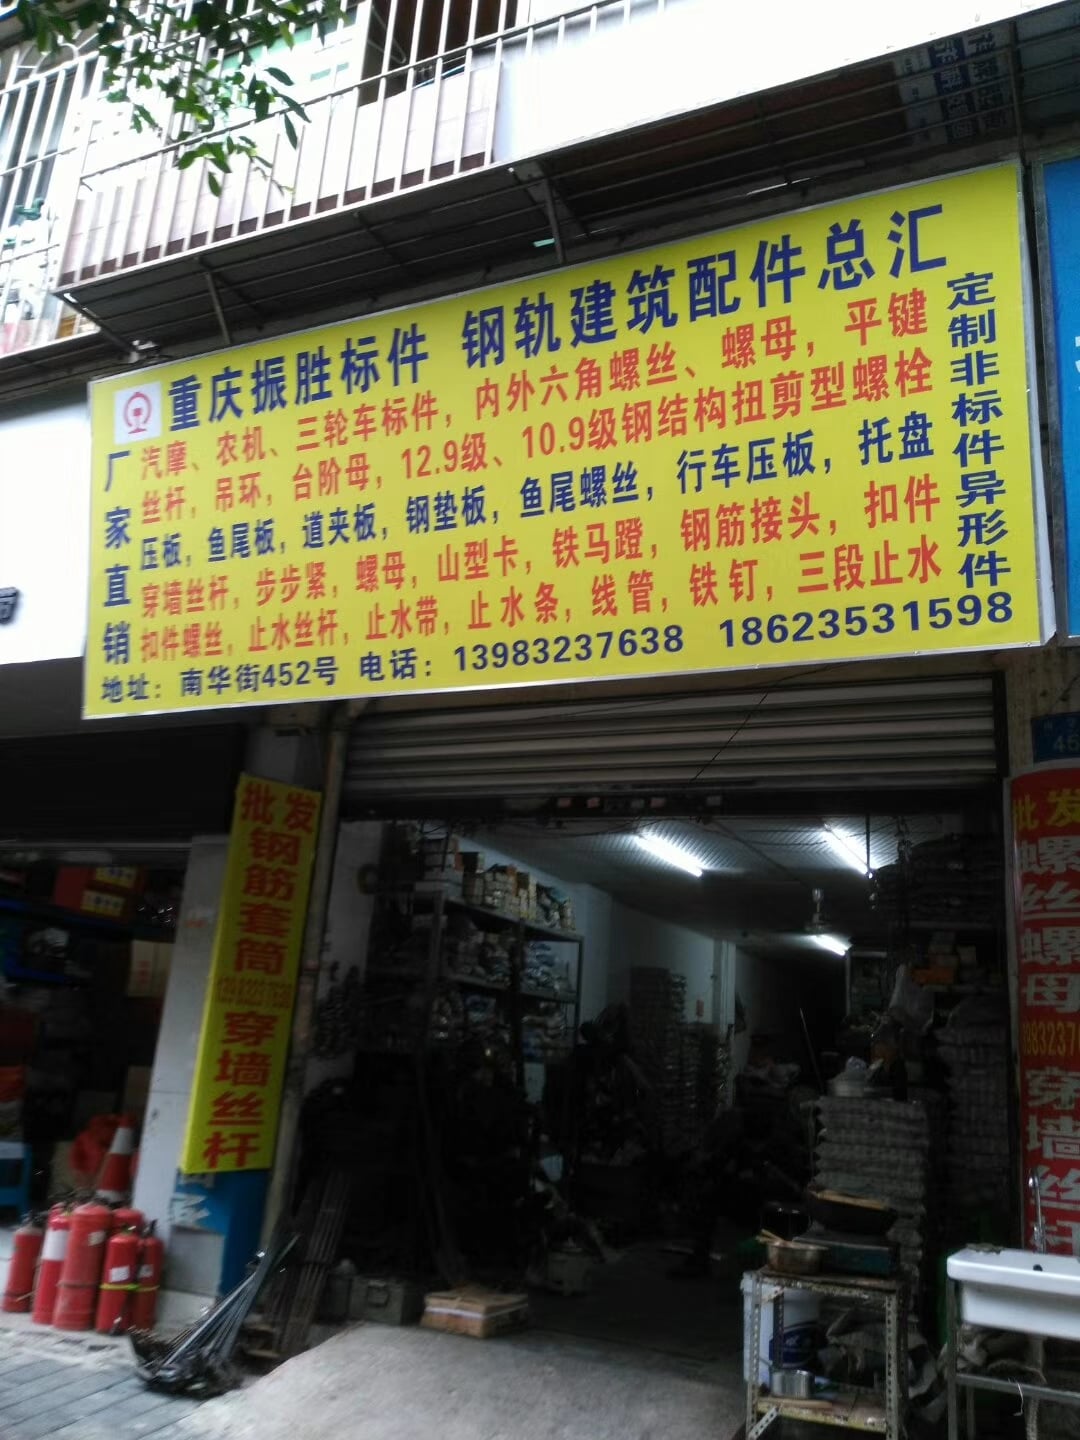 重庆振胜标件 钢轨建筑配件总汇
厂家直销
汽摩、农机、三轮车标件，内外六角螺丝、螺母，平键
丝杆，吊环，台阶母，12.9级、10.9级钢结构扭剪型螺栓
压板，鱼尾板，道夹板，钢垫板，鱼尾螺丝，行车压板，托盘
穿墙丝杆，步步紧，螺母，山型卡，铁马蹬，钢筋接头，扣件
扣件螺丝，止水丝杆，止水带，止水条，线管，铁钉，三段止水
定制非标件异形件
地址：南华街452号 电话：13983237638 18623531598
批发
钢筋套筒
穿墙丝杆
批发
螺丝螺母
穿墙丝杆